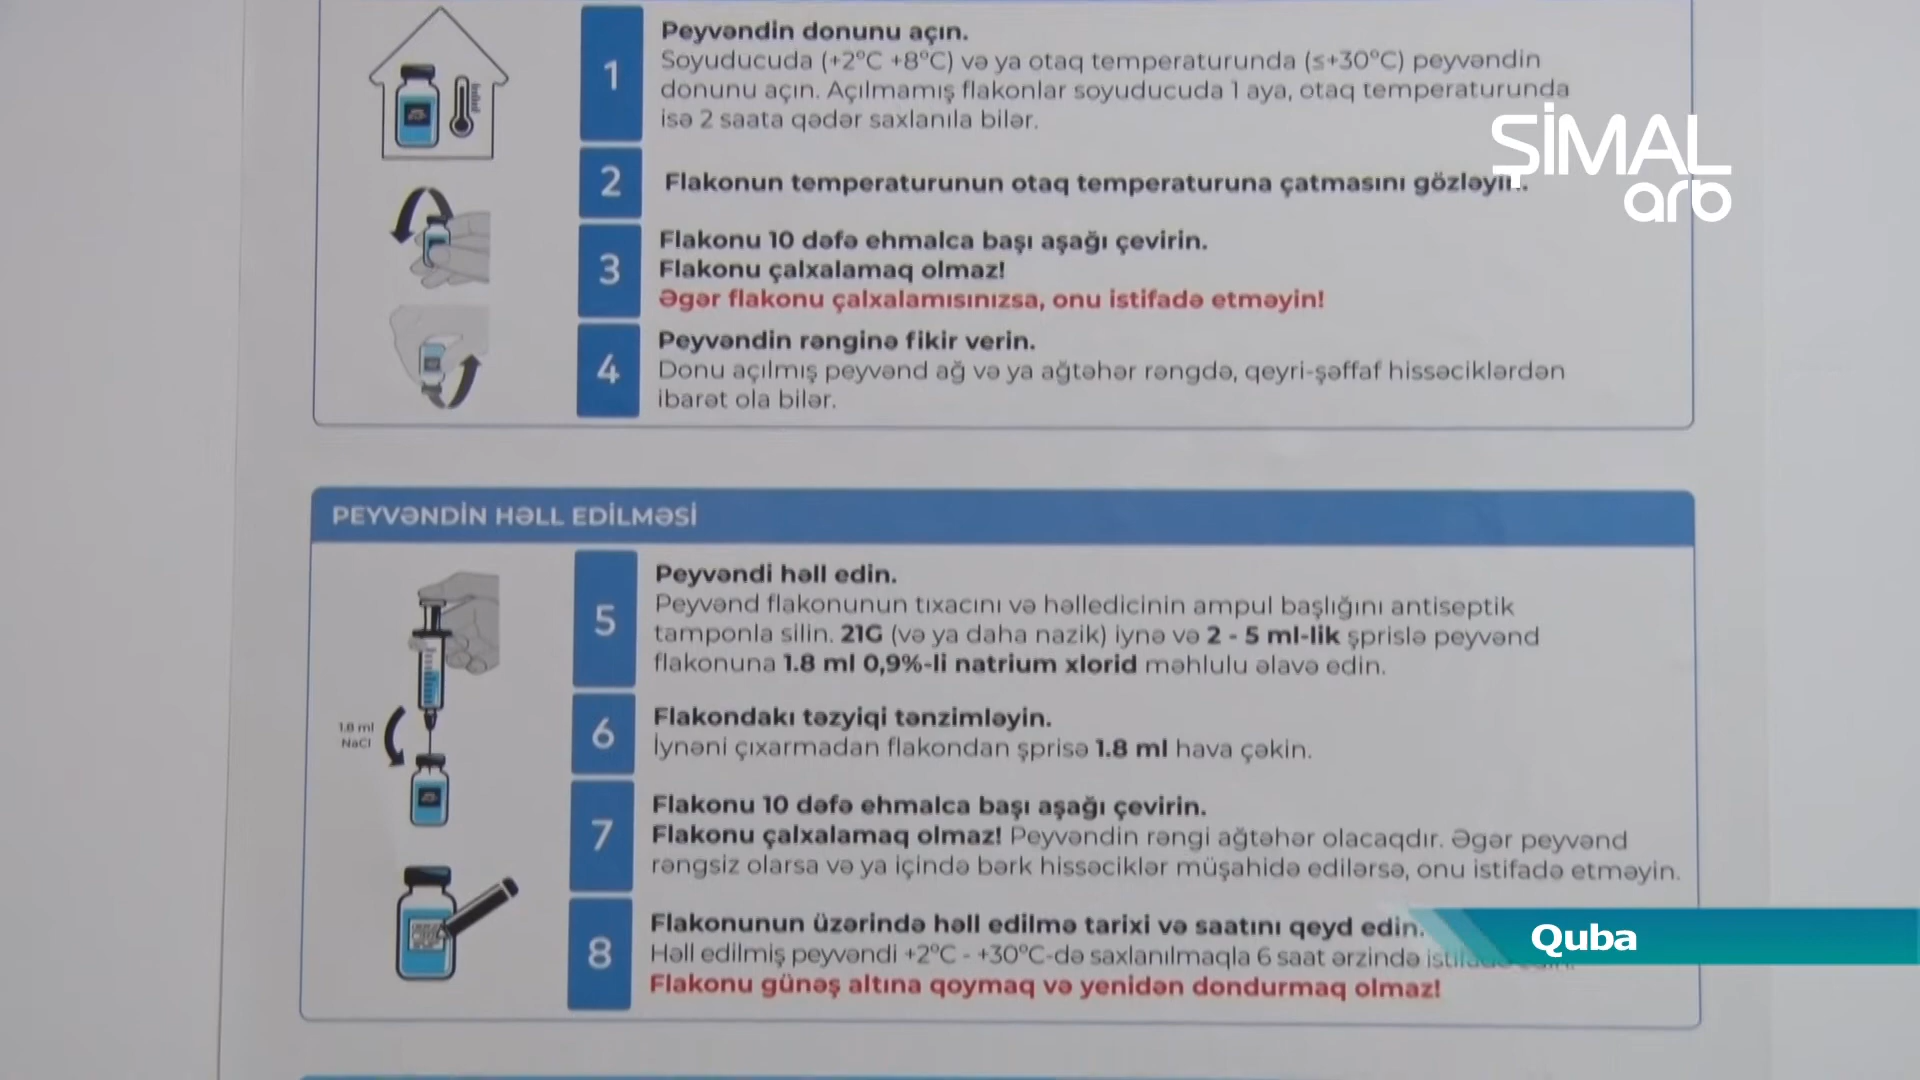 1
Peyvəndin donunu açın.
Soyuducuda (+2°C +8°C) və ya otaq temperaturunda (≤+30°C) peyvəndin
donunu açın. Açılmamış flakonlar soyuducuda 1 aya, otaq temperaturunda
isə 2 saata qədər saxlanıla bilər.
ŞİMAL
arb
2
Flakonun temperaturunun otaq temperaturuna çatmasını gözləyin.
3
Flakonu 10 dəfə ehmalca başı aşağı çevirin.
Flakonu çalxalamaq olmaz!
Əgər flakonu çalxalamısınızsa, onu istifadə etməyin!
4
Peyvəndin rənginə fikir verin.
Donu açılmış peyvənd ağ və ya ağtəhər rəngdə, qeyri-şəffaf hissəciklərdən
ibarət ola bilər.
PEYVƏNDİN HƏLL EDİLMƏSİ
5
Peyvəndi həll edin.
Peyvənd flakonunun tıxacını və həlledicinin ampul başlığını antiseptik
tamponla silin. 21G (və ya daha nazik) iynə və 2 - 5 ml-lik şprislə peyvənd
flakonuna 1.8 ml 0,9%-li natrium xlorid məhlulu əlavə edin.
1.8 ml
NaCl
6
Flakondakı təzyiqi tənzimləyin.
İynəni çıxarmadan flakondan şprisə 1.8 ml hava çəkin.
7
Flakonu 10 dəfə ehmalca başı aşağı çevirin.
Flakonu çalxalamaq olmaz! Peyvəndin rəngi ağtəhər olacaqdır. Əgər peyvənd
rəngsiz olarsa və ya içində bərk hissəciklər müşahidə edilərsə, onu istifadə etməyin.
8
Flakonunun üzərində həll edilmə tarixi və saatını qeyd edin.
Həll edilmiş peyvəndi +2°C - +30°C-də saxlanılmaqla 6 saat ərzində
Flakonu günəş altına qoymaq və yenidən dondurmaq olmaz!
Quba